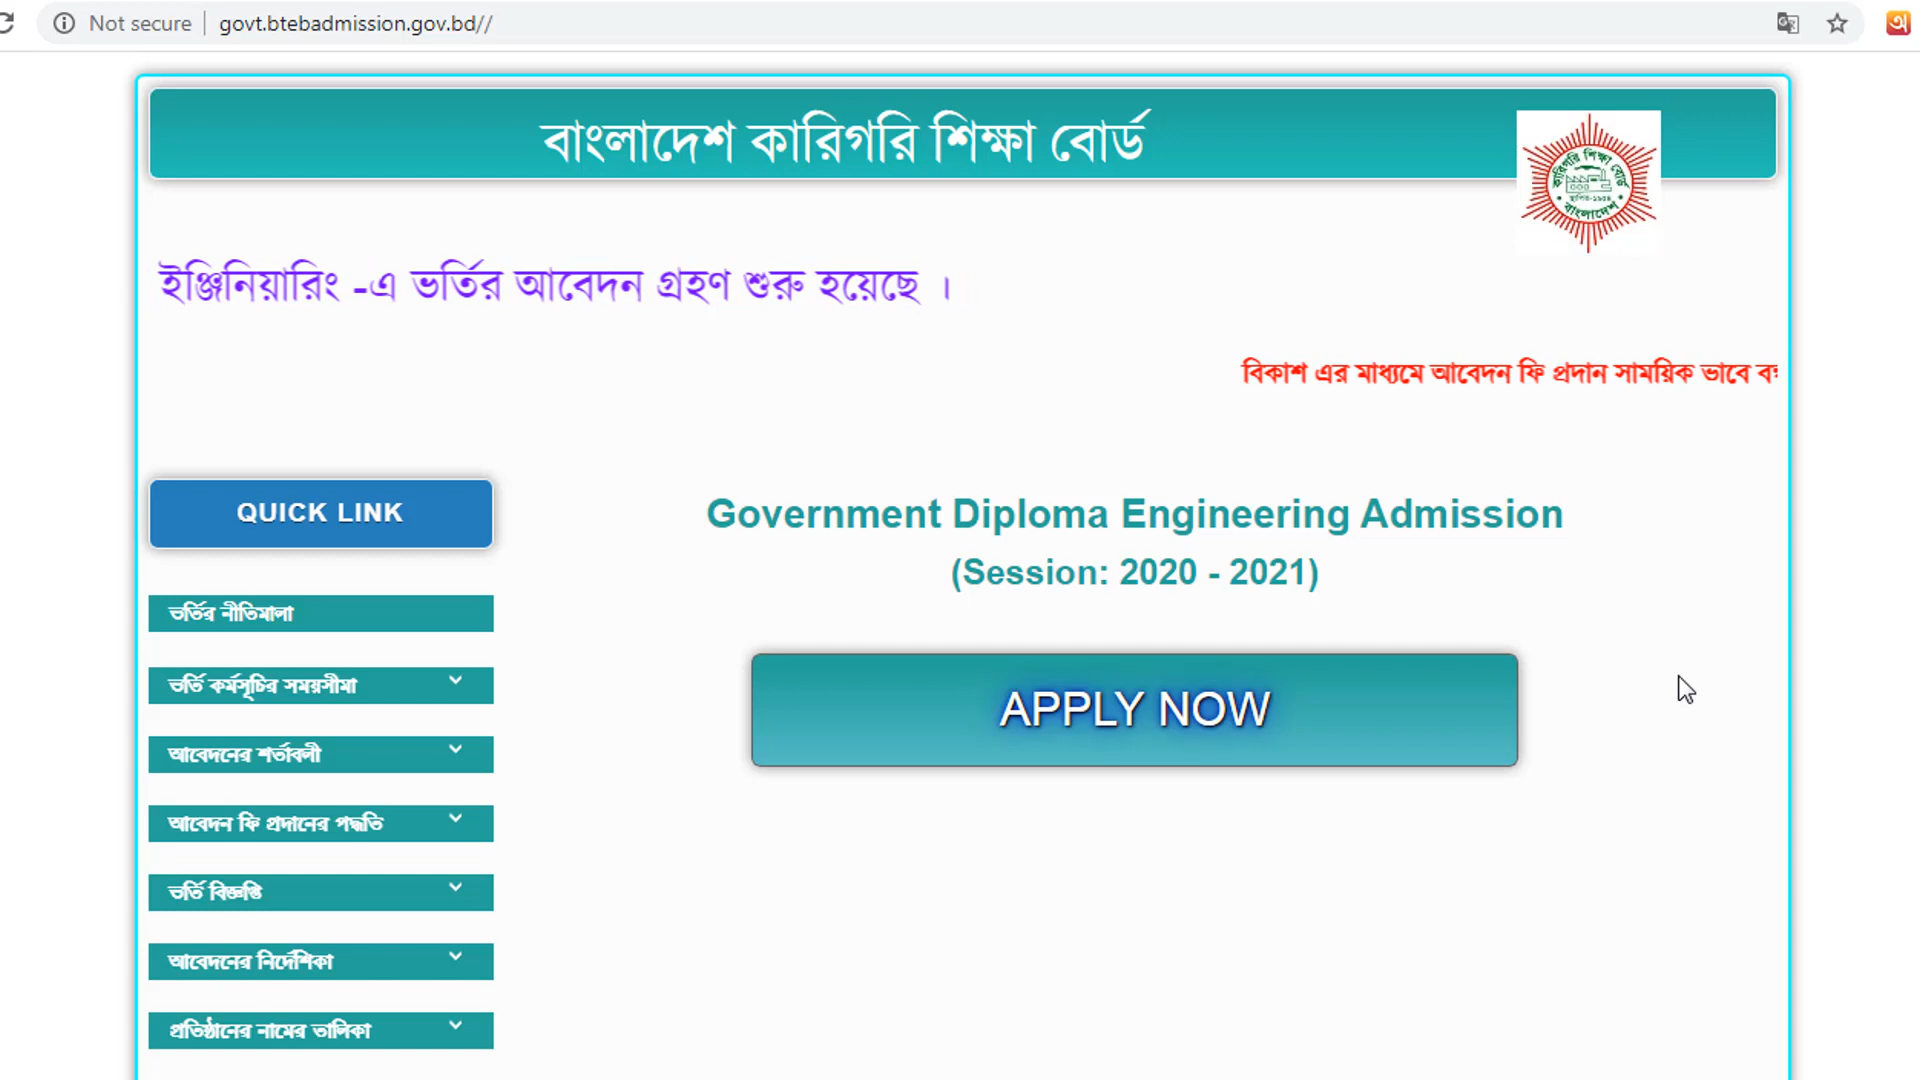 Not secure govt.btebadmission.gov.bd//
বাংলাদেশ কারিগরি শিক্ষা বোর্ড
কারিগরি শিক্ষা বোর্ড
বাংলাদেশ
ইঞ্জিনিয়ারিং -এ ভর্তির আবেদন গ্রহণ শুরু হয়েছে ।
বিকাশ এর মাধ্যমে আবেদন ফি প্রদান সাময়িক ভাবে
QUICK LINK
Government Diploma Engineering Admission
(Session: 2020 - 2021)
APPLY NOW
ভর্তির নীতিমালা
ভর্তি কর্মসূচির সময়সীমা
আবেদনের শর্তাবলী
আবেদন ফি প্রদানের পদ্ধতি
ভর্তি বিজ্ঞপ্তি
আবেদনের নির্দেশিকা
প্রতিষ্ঠানের নামের তালিকা